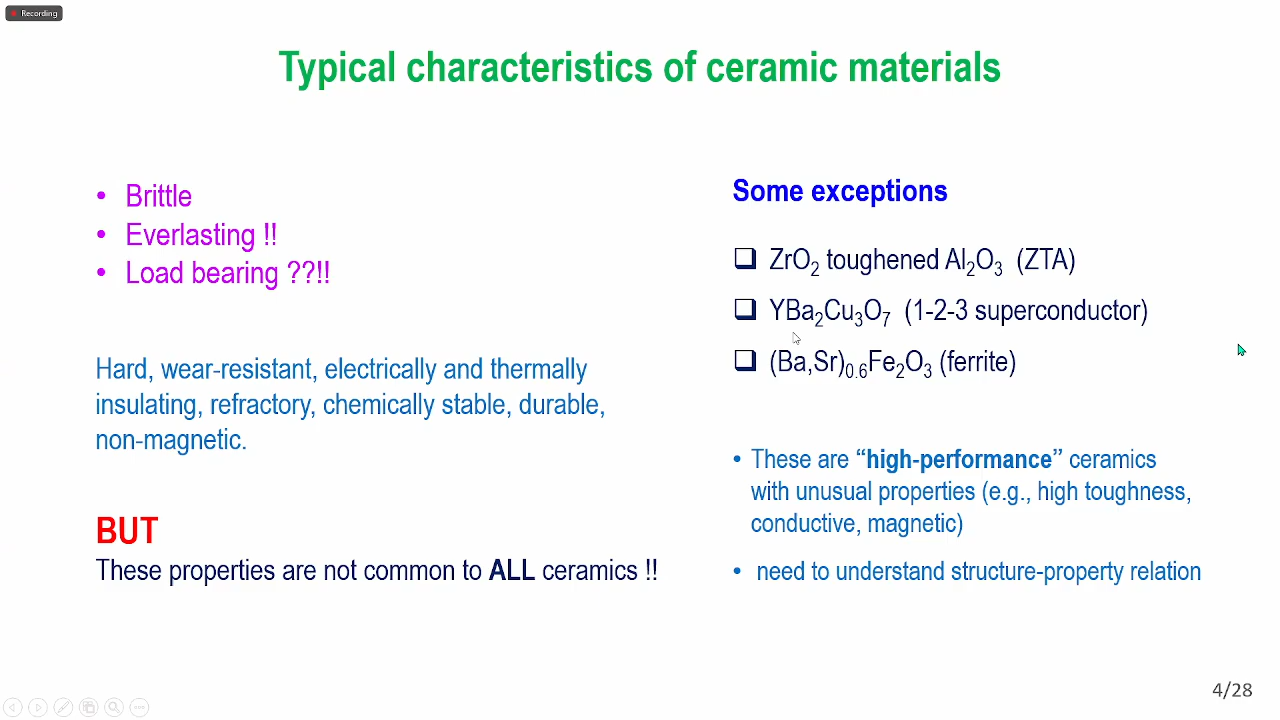 Recording
Typical characteristics of ceramic materials
• Brittle
• Everlasting !!
• Load bearing ??!!
Hard, wear-resistant, electrically and thermally
insulating, refractory, chemically stable, durable,
non-magnetic.
BUT
These properties are not common to ALL ceramics !!
Some exceptions
❑ ZrO₂ toughened Al₂O₃ (ZTA)
❑ YBa₂Cu₃O₇ (1-2-3 superconductor)
❑ (Ba,Sr)₀.₆Fe₂O₃ (ferrite)
• These are “high-performance” ceramics
with unusual properties (e.g., high toughness,
conductive, magnetic)
• need to understand structure-property relation
4/28